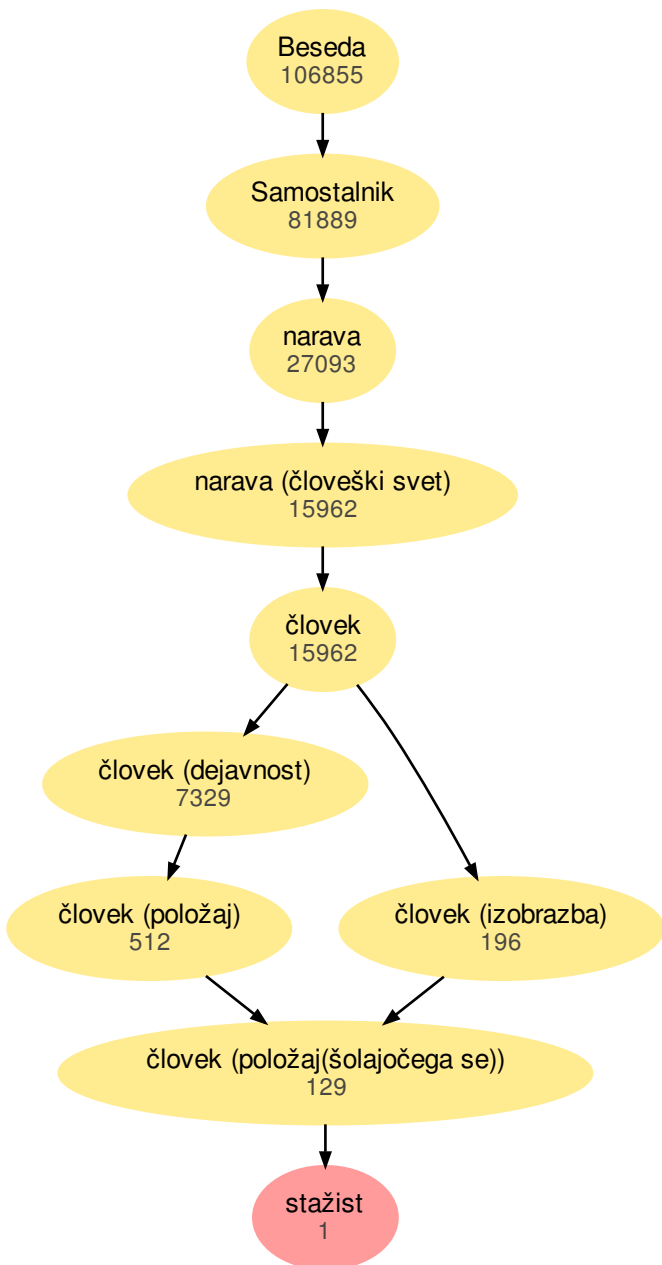 Beseda
106855
Samostalnik
81889
narava
27093
narava (človeški svet)
15962
človek
15962
človek (dejavnost)
7329
človek (položaj)
512
človek (izobrazba)
196
človek (položaj(šolajočega se))
129
stažist
1